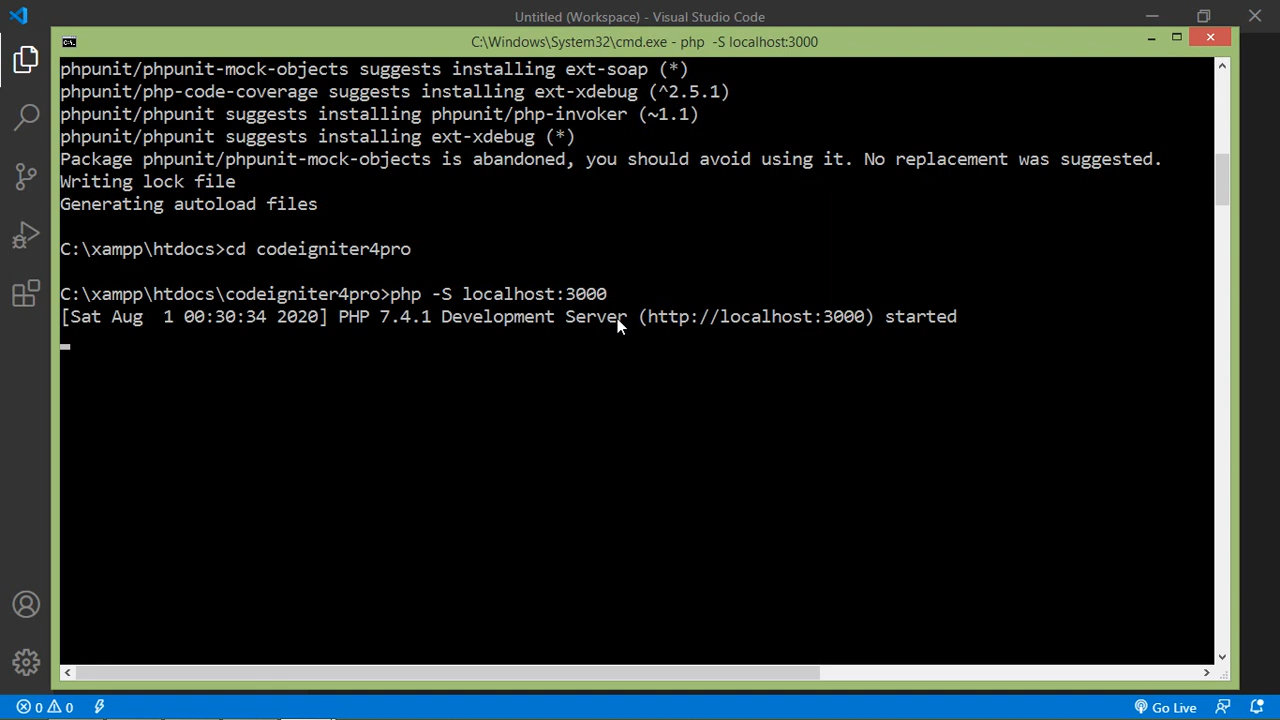 Untitled (Workspace) - Visual Studio Code
C:\Windows\System32\cmd.exe - php  -S localhost:3000
phpunit/phpunit-mock-objects suggests installing ext-soap (*)
phpunit/php-code-coverage suggests installing ext-xdebug (^2.5.1)
phpunit/phpunit suggests installing phpunit/php-invoker (~1.1)
phpunit/phpunit suggests installing ext-xdebug (*)
Package phpunit/phpunit-mock-objects is abandoned, you should avoid using it. No replacement was suggested.
Writing lock file
Generating autoload files
C:\xampp\htdocs>cd codeigniter4pro
C:\xampp\htdocs\codeigniter4pro>php -S localhost:3000
[Sat Aug  1 00:30:34 2020] PHP 7.4.1 Development Server (http://localhost:3000) started
0 0
Go Live